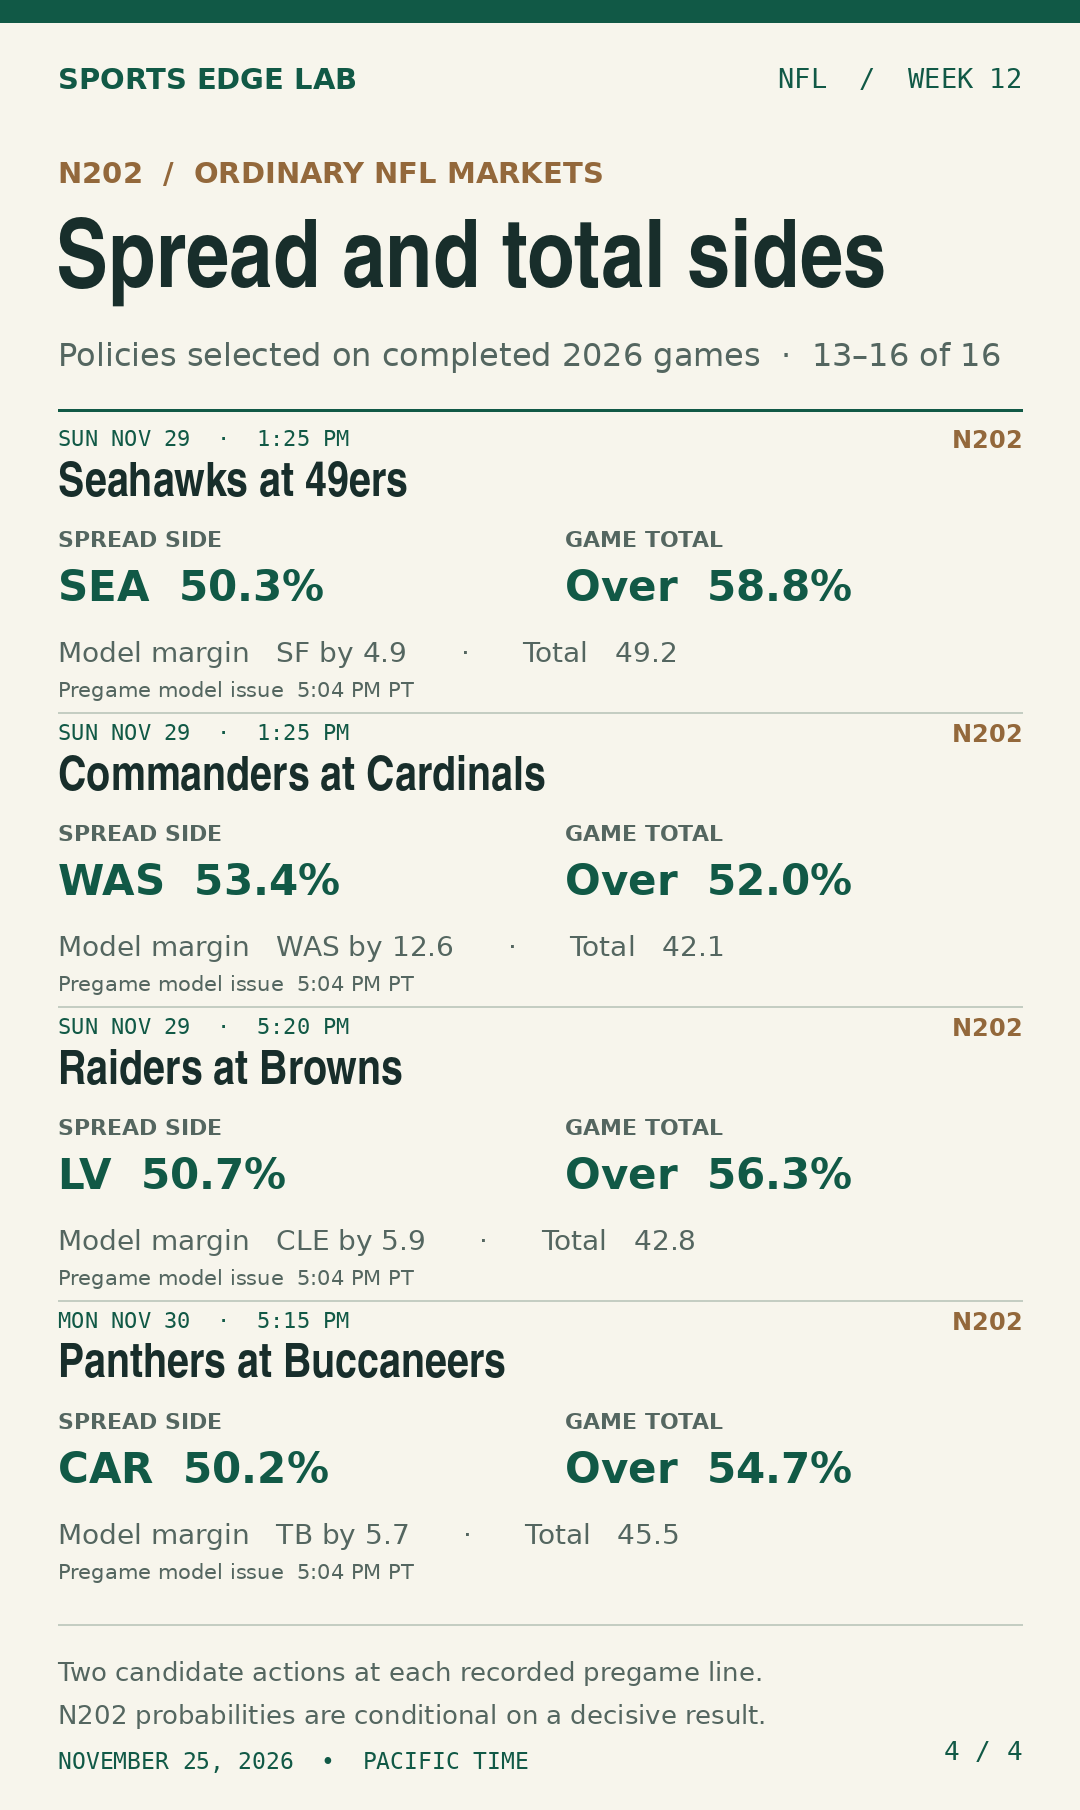 SPORTS EDGE LAB
NFL / WEEK 12
N202 / ORDINARY NFL MARKETS
Spread and total sides
Policies selected on completed 2026 games · 13–16 of 16
SUN NOV 29 · 1:25 PM
N202
Seahawks at 49ers
SPREAD SIDE
GAME TOTAL
SEA 50.3%
Over 58.8%
Model margin SF by 4.9 · Total 49.2
Pregame model issue 5:04 PM PT
SUN NOV 29 · 1:25 PM
N202
Commanders at Cardinals
SPREAD SIDE
GAME TOTAL
WAS 53.4%
Over 52.0%
Model margin WAS by 12.6 · Total 42.1
Pregame model issue 5:04 PM PT
SUN NOV 29 · 5:20 PM
N202
Raiders at Browns
SPREAD SIDE
GAME TOTAL
LV 50.7%
Over 56.3%
Model margin CLE by 5.9 · Total 42.8
Pregame model issue 5:04 PM PT
MON NOV 30 · 5:15 PM
N202
Panthers at Buccaneers
SPREAD SIDE
GAME TOTAL
CAR 50.2%
Over 54.7%
Model margin TB by 5.7 · Total 45.5
Pregame model issue 5:04 PM PT
Two candidate actions at each recorded pregame line.
N202 probabilities are conditional on a decisive result.
NOVEMBER 25, 2026 • PACIFIC TIME
4 / 4